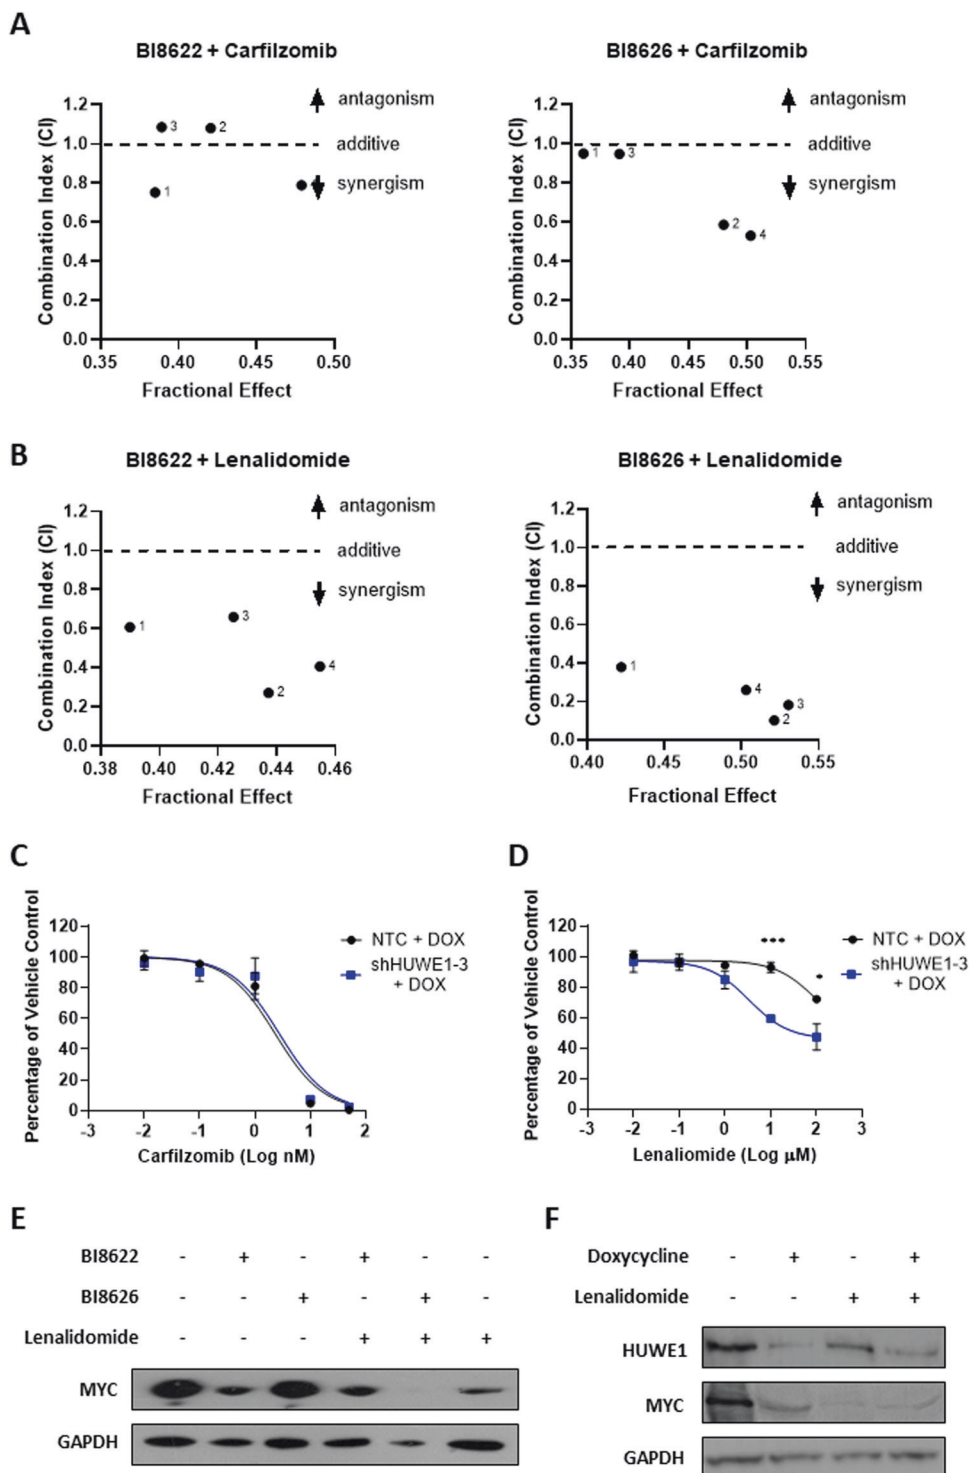 A
BI8622 + Carfilzomib
Combination Index (CI)
1.2
1.0
0.8
0.6
0.4
0.2
0.0
antagonism
additive
synergism
3
2
1
0.35 0.40 0.45 0.50
Fractional Effect
BI8626 + Carfilzomib
Combination Index (CI)
1.2
1.0
0.8
0.6
0.4
0.2
0.0
antagonism
additive
synergism
1
3
2
4
0.35 0.40 0.45 0.50 0.55
Fractional Effect
B
BI8622 + Lenalidomide
Combination Index (CI)
1.2
1.0
0.8
0.6
0.4
0.2
0.0
antagonism
additive
synergism
1
3
4
2
0.38 0.40 0.42 0.44 0.46
Fractional Effect
BI8626 + Lenalidomide
Combination Index (CI)
1.2
1.0
0.8
0.6
0.4
0.2
0.0
antagonism
additive
synergism
1
4
3
2
0.40 0.45 0.50 0.55
Fractional Effect
C
Percentage of Vehicle Control
120
100
80
60
40
20
0
NTC + DOX
shHUWE1-3
+ DOX
-3 -2 -1 0 1 2
Carfilzomib (Log nM)
D
Percentage of Vehicle Control
120
100
80
60
40
20
0
***
*
NTC + DOX
shHUWE1-3
+ DOX
-3 -2 -1 0 1 2 3
Lenaliomide (Log μM)
E
BI8622 - + - + - -
BI8626 - - + - + -
Lenalidomide - - - + + +
MYC
GAPDH
F
Doxycycline - + - +
Lenalidomide - - + +
HUWE1
MYC
GAPDH